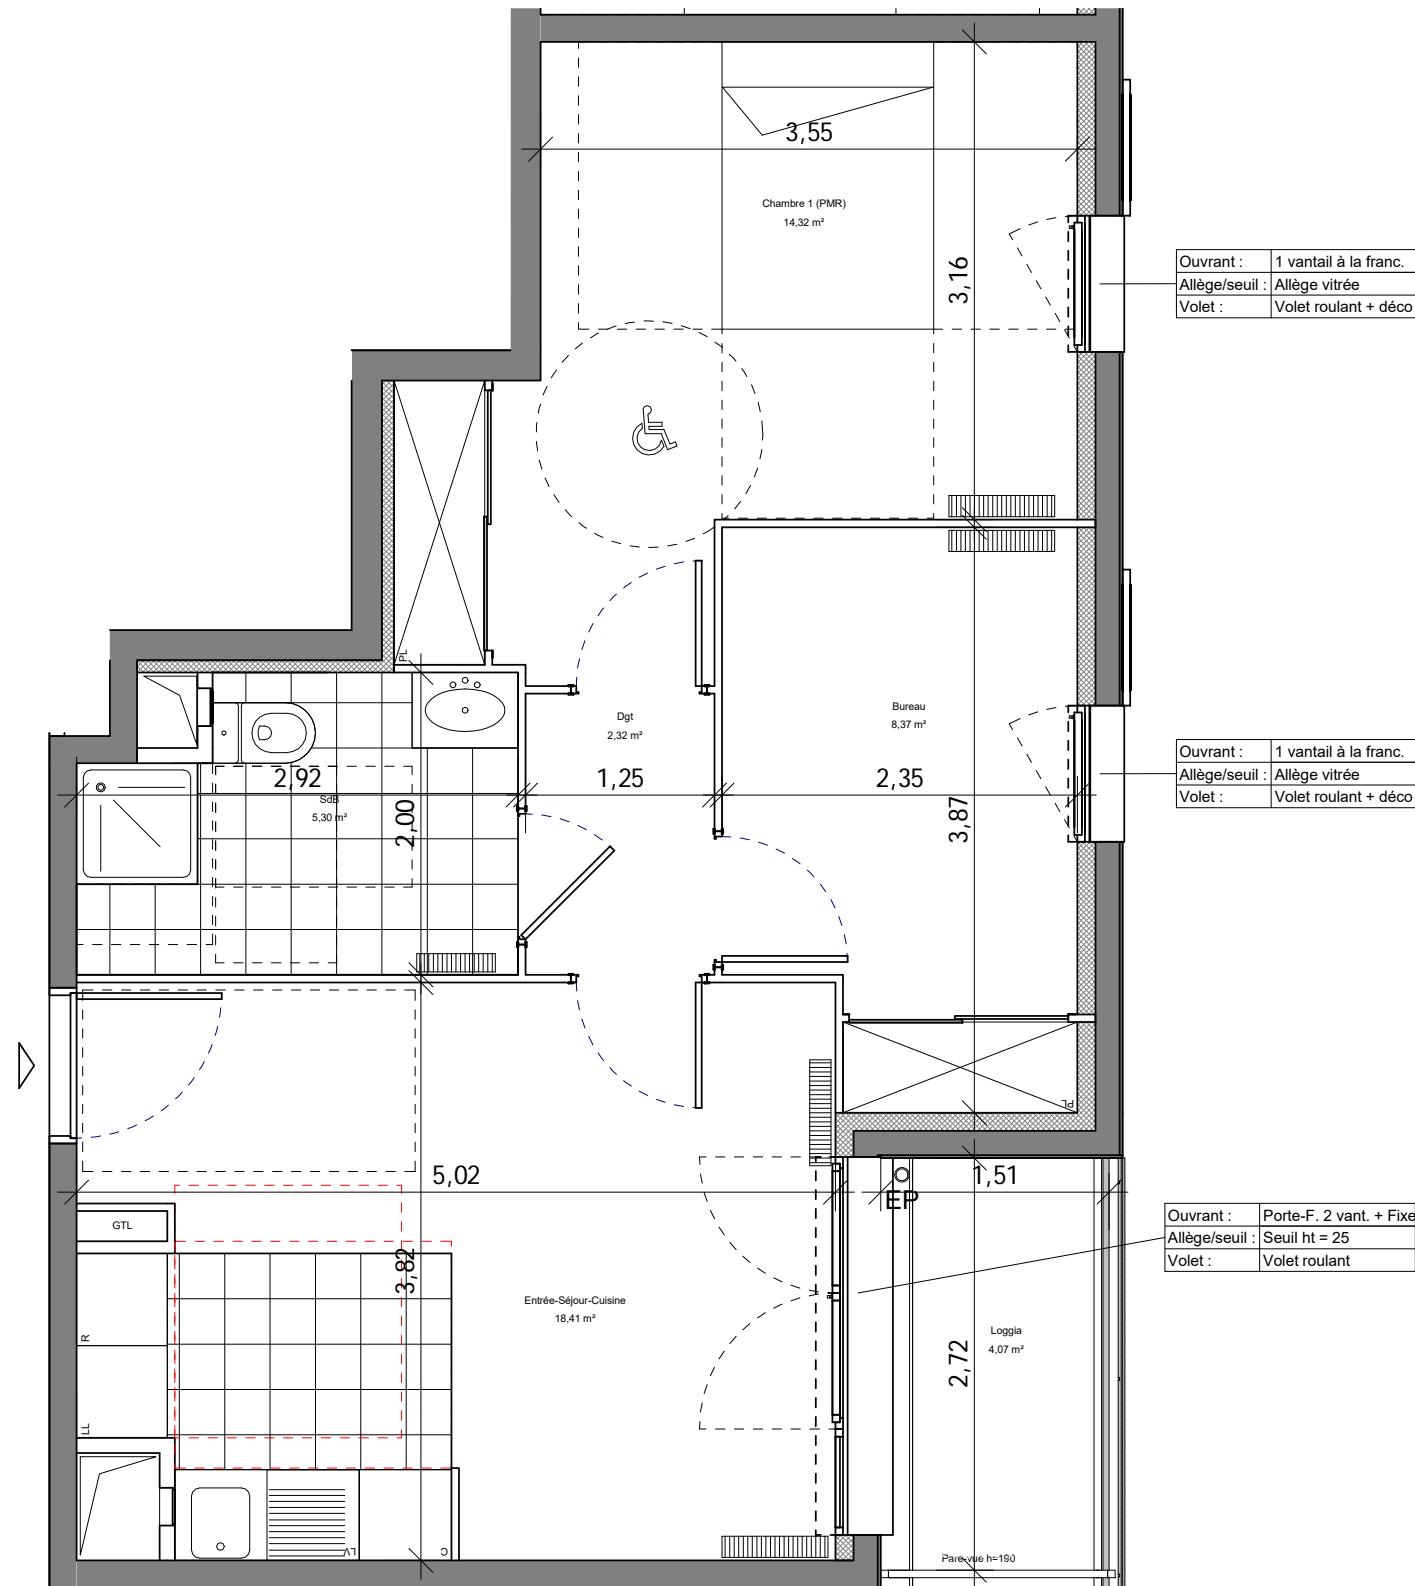 3,55
Chambre 1 (PMR)
14,32 m²
3,16
Ouvrant : 1 vantail à la franc.
Allège/seuil : Allège vitrée
Volet : Volet roulant + déco
PL
Dgt
2,32 m²
Bureau
8,37 m²
Ouvrant : 1 vantail à la franc.
Allège/seuil : Allège vitrée
Volet : Volet roulant + déco
2,92
1,25
2,35
SdB
5,30 m²
2,00
3,87
PL
5,02
1,51
EP
GTL
Ouvrant : Porte-F. 2 vant. + Fixe
Allège/seuil : Seuil ht = 25
Volet : Volet roulant
3,82
Entrée-Séjour-Cuisine
18,41 m²
R
Loggia
4,07 m²
2,72
LL
LV
C
Pare-vue h=190